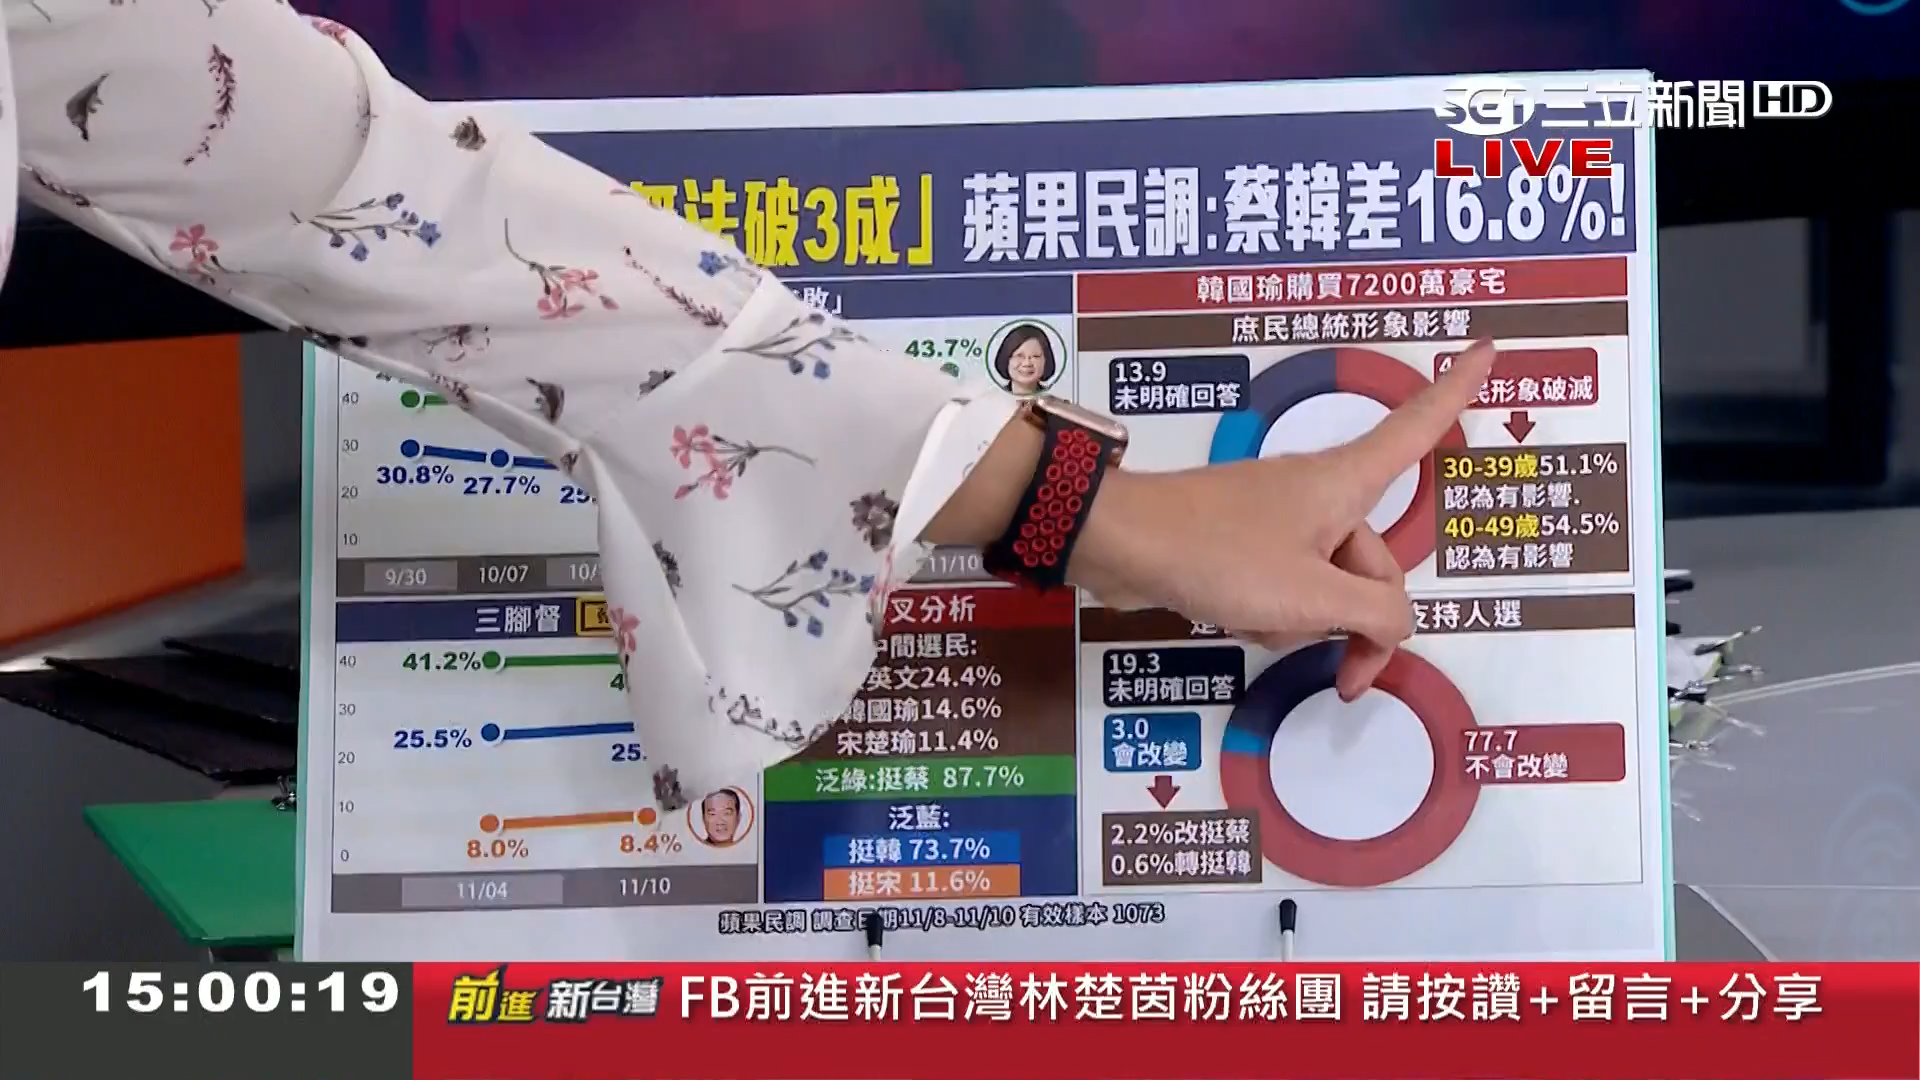 SET三立新聞HD
LIVE
法破3成」 蘋果民調:蔡韓差16.8%!
敗」
43.7%
40
30
20
10
30.8%
27.7%
25.
9/30
10/07
10/
11/10
韓國瑜購買7200萬豪宅
庶民總統形象影響
13.9
未明確回答
4
民形象破滅
30-39歲51.1%
認為有影響.
40-49歲54.5%
認為有影響
三腳督
40
30
20
10
0
41.2%
4
25.5%
25.
8.0%
8.4%
11/04
11/10
叉分析
中間選民:
英文24.4%
韓國瑜14.6%
宋楚瑜11.4%
泛綠:挺蔡 87.7%
泛藍:
挺韓 73.7%
挺宋 11.6%
支持人選
19.3
未明確回答
3.0
會改變
2.2%改挺蔡
0.6%轉挺韓
77.7
不會改變
蘋果民調 調查日期11/8-11/10 有效樣本 1073
15:00:19
前進新台灣
FB前進新台灣林楚茵粉絲團 請按讚+留言+分享